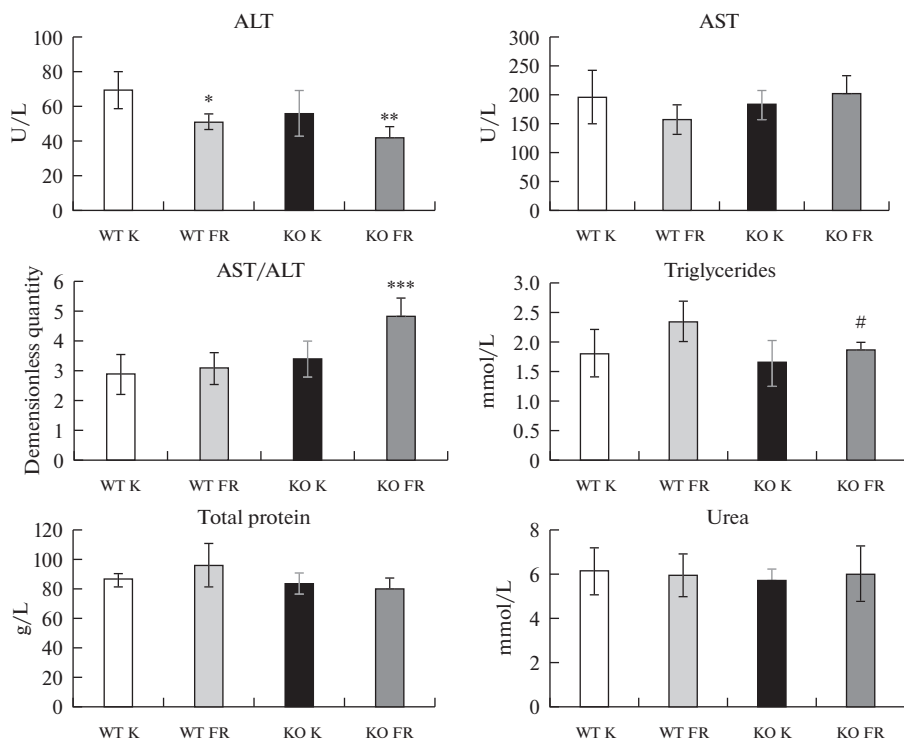 ALT
U/L
100
80
60
40
20
0
*
**
WT K WT FR KO K KO FR
AST
U/L
300
250
200
150
100
50
0
WT K WT FR KO K KO FR
AST/ALT
Demensionless quantity
6
5
4
3
2
1
0
***
WT K WT FR KO K KO FR
Triglycerides
mmol/L
3.0
2.5
2.0
1.5
1.0
0.5
0
#
WT K WT FR KO K KO FR
Total protein
g/L
120
100
80
60
40
20
0
WT K WT FR KO K KO FR
Urea
mmol/L
8
6
4
2
0
WT K WT FR KO K KO FR